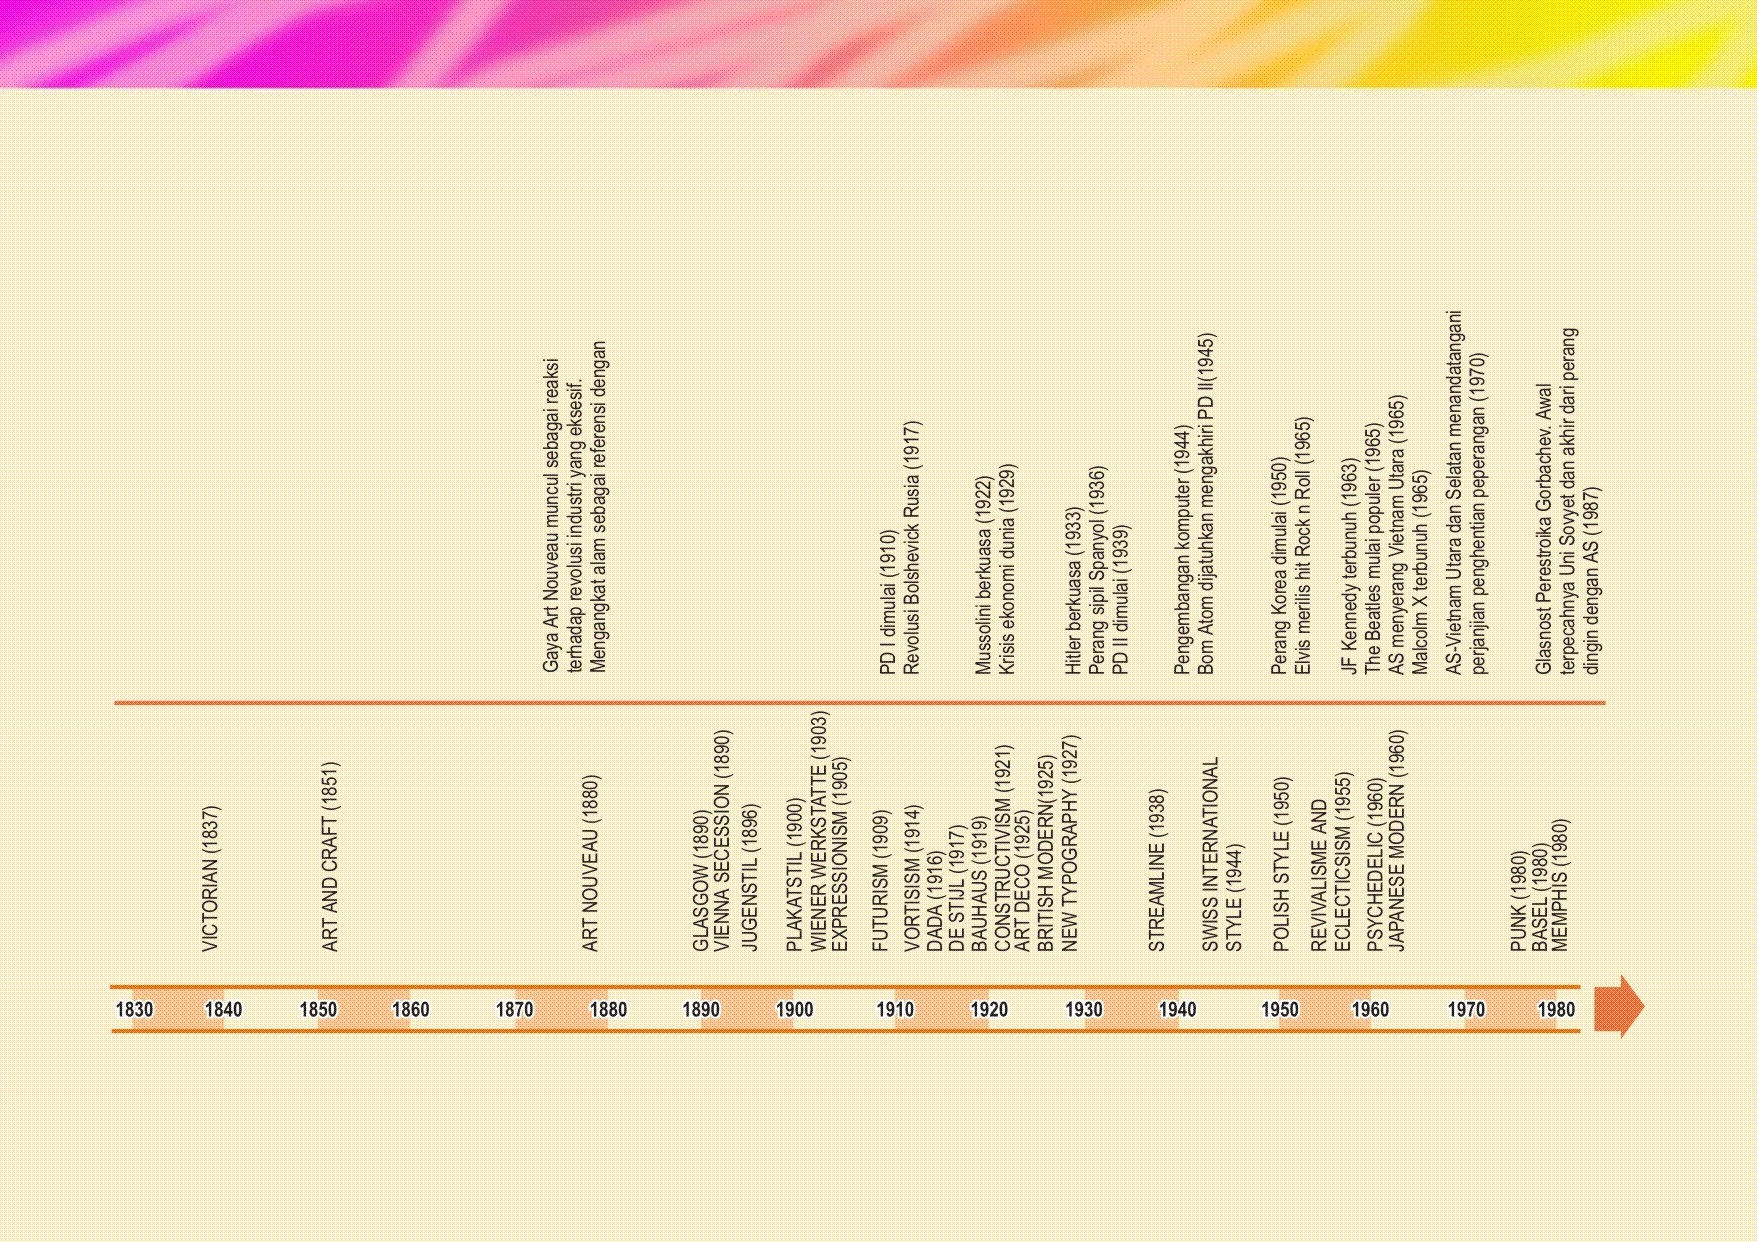 Gaya Art Nouveau muncul sebagai reaksi
terhadap revolusi industri yang eksesif.
Mengangkat alam sebagai referensi dengan
PD I dimulai (1910)
Revolusi Bolshevick Rusia (1917)
Mussolini berkuasa (1922)
Krisis ekonomi dunia (1929)
Hitler berkuasa (1933)
Perang sipil Spanyol (1936)
PD II dimulai (1939)
Pengembangan komputer (1944)
Bom Atom dijatuhkan mengakhiri PD II(1945)
Perang Korea dimulai (1950)
Elvis merilis hit Rock n Roll (1965)
JF Kennedy terbunuh (1963)
The Beatles mulai populer (1965)
AS menyerang Vietnam Utara (1965)
Malcolm X terbunuh (1965)
AS-Vietnam Utara dan Selatan menandatangani
perjanjian penghentian peperangan (1970)
Glasnost Perestroika Gorbachev. Awal
terpecahnya Uni Sovyet dan akhir dari perang
dingin dengan AS (1987)
VICTORIAN (1837)
ART AND CRAFT (1851)
ART NOUVEAU (1880)
GLASGOW (1890)
VIENNA SECESSION (1890)
JUGENSTIL (1896)
PLAKATSTIL (1900)
WIENER WERKSTATTE (1903)
EXPRESSIONISM (1905)
FUTURISM (1909)
VORTISISM (1914)
DADA (1916)
DE STIJL (1917)
BAUHAUS (1919)
CONSTRUCTIVISM (1921)
ART DECO (1925)
BRITISH MODERN(1925)
NEW TYPOGRAPHY (1927)
STREAMLINE (1938)
SWISS INTERNATIONAL
STYLE (1944)
POLISH STYLE (1950)
REVIVALISME AND
ECLECTICSISM (1955)
PSYCHEDELIC (1960)
JAPANESE MODERN (1960)
PUNK (1980)
BASEL (1980)
MEMPHIS (1980)
1830 1840 1850 1860 1870 1880 1890 1900 1910 1920 1930 1940 1950 1960 1970 1980